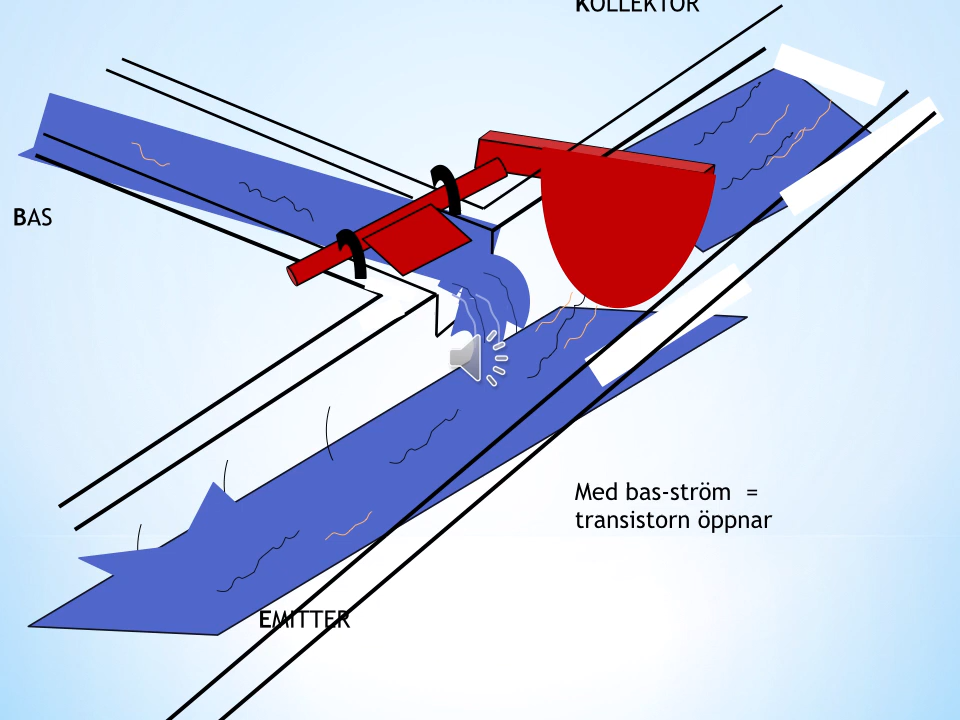 KOLLEKTOR
BAS
Med bas-ström =
transistorn öppnar
EMITTER